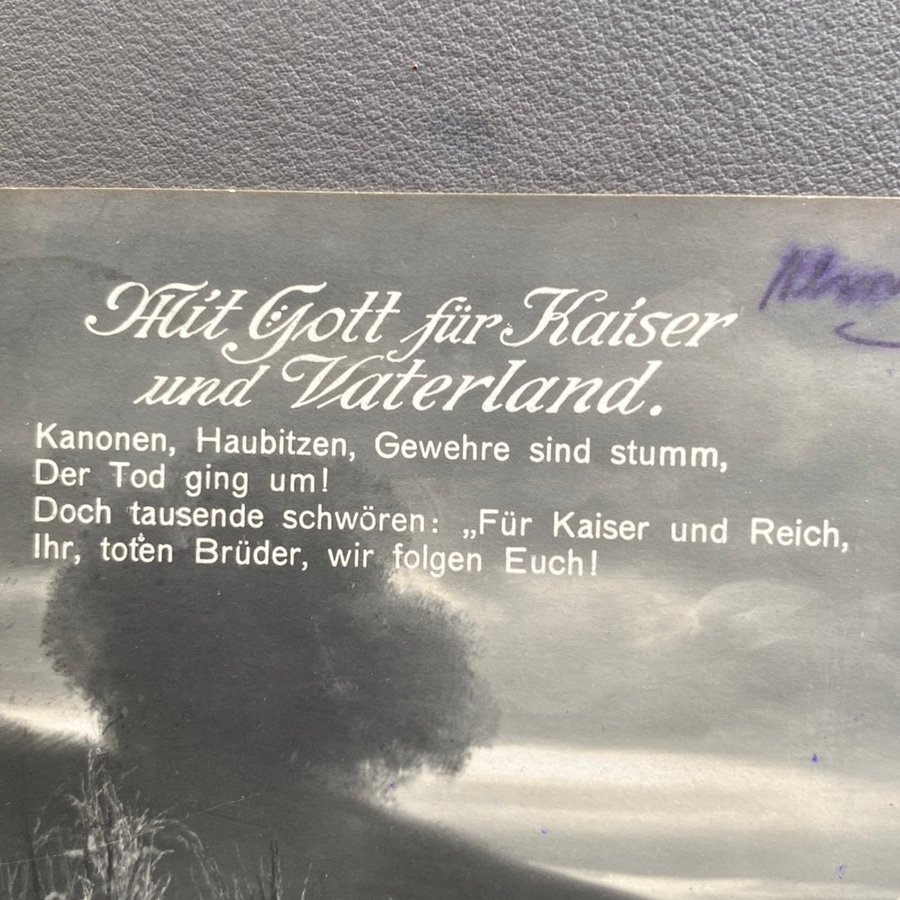 Mit Gott für Kaiser
und Vaterland.
Kanonen, Haubitzen, Gewehre sind stumm,
Der Tod ging um!
Doch tausende schwören: „Für Kaiser und Reich,
Ihr, toten Brüder, wir folgen Euch!